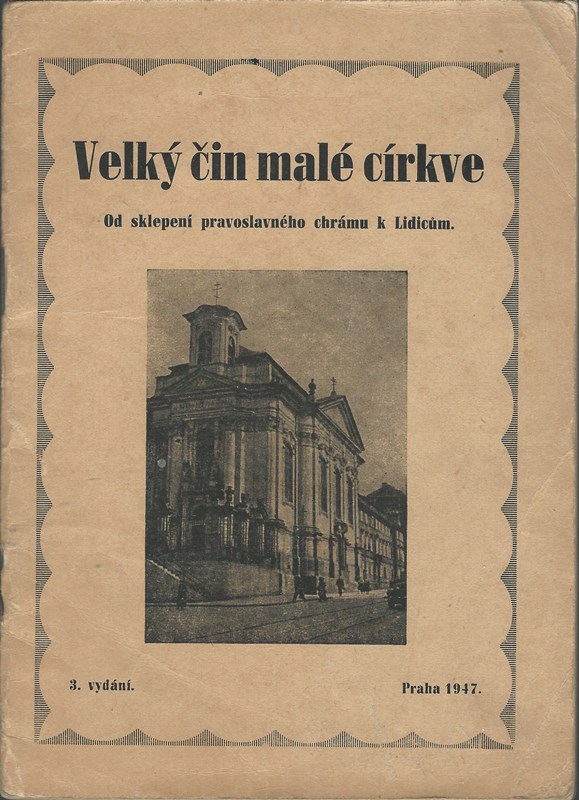 Velký čin malé církve
Od sklepení pravoslavného chrámu k Lidicům.
3. vydání.
Praha 1947.